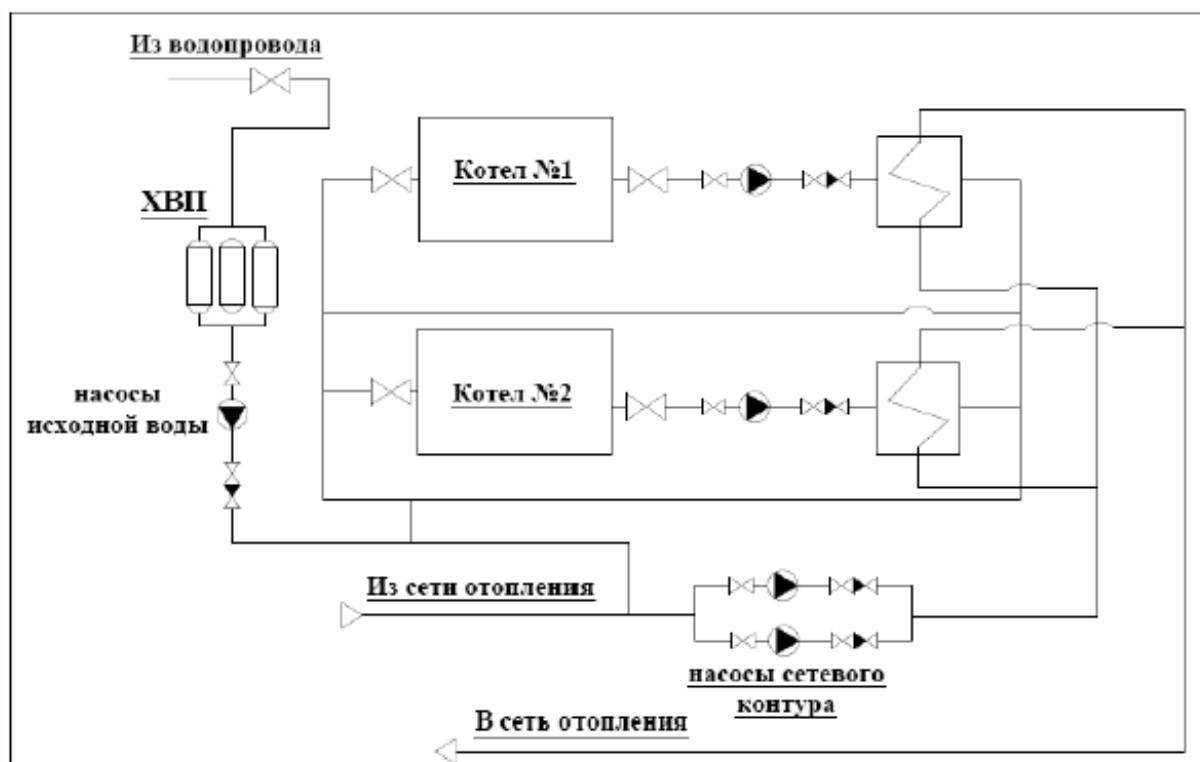 Из водопровода
Котел №1
ХВП
Котел №2
насосы
исходной воды
Из сети отопления
насосы сетевого
контура
В сеть отопления